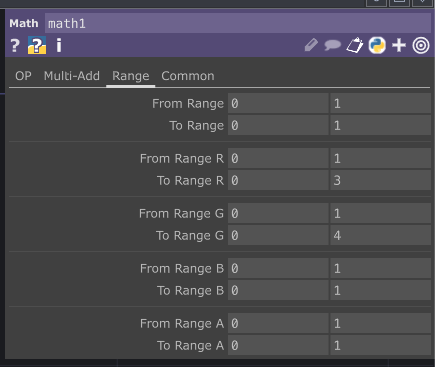 Math math1
? ? i
OP Multi-Add Range Common
From Range 0 1
To Range 0 1
From Range R 0 1
To Range R 0 3
From Range G 0 1
To Range G 0 4
From Range B 0 1
To Range B 0 1
From Range A 0 1
To Range A 0 1